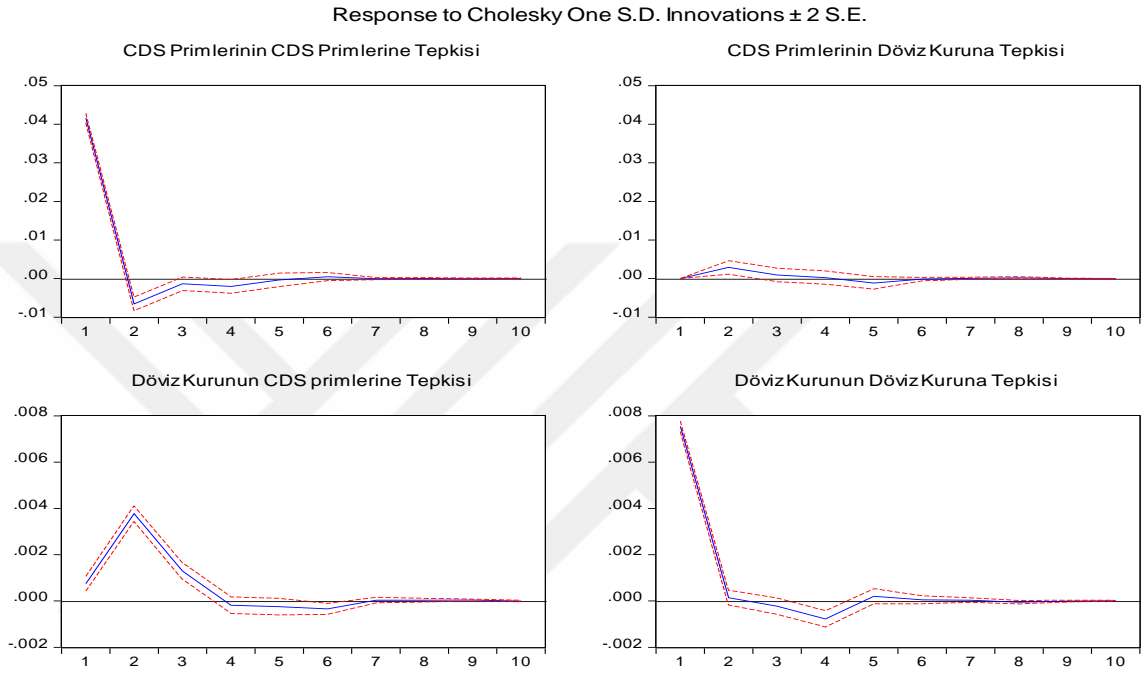 Response to Cholesky One S.D. Innovations ± 2 S.E.
CDS Primlerinin CDS Primlerine Tepkisi
.05
.04
.03
.02
.01
.00
-.01
1 2 3 4 5 6 7 8 9 10
CDS Primlerinin Döviz Kuruna Tepkisi
.05
.04
.03
.02
.01
.00
-.01
1 2 3 4 5 6 7 8 9 10
Döviz Kurunun CDS primlerine Tepkisi
.008
.006
.004
.002
.000
-.002
1 2 3 4 5 6 7 8 9 10
Döviz Kurunun Döviz Kuruna Tepkisi
.008
.006
.004
.002
.000
-.002
1 2 3 4 5 6 7 8 9 10